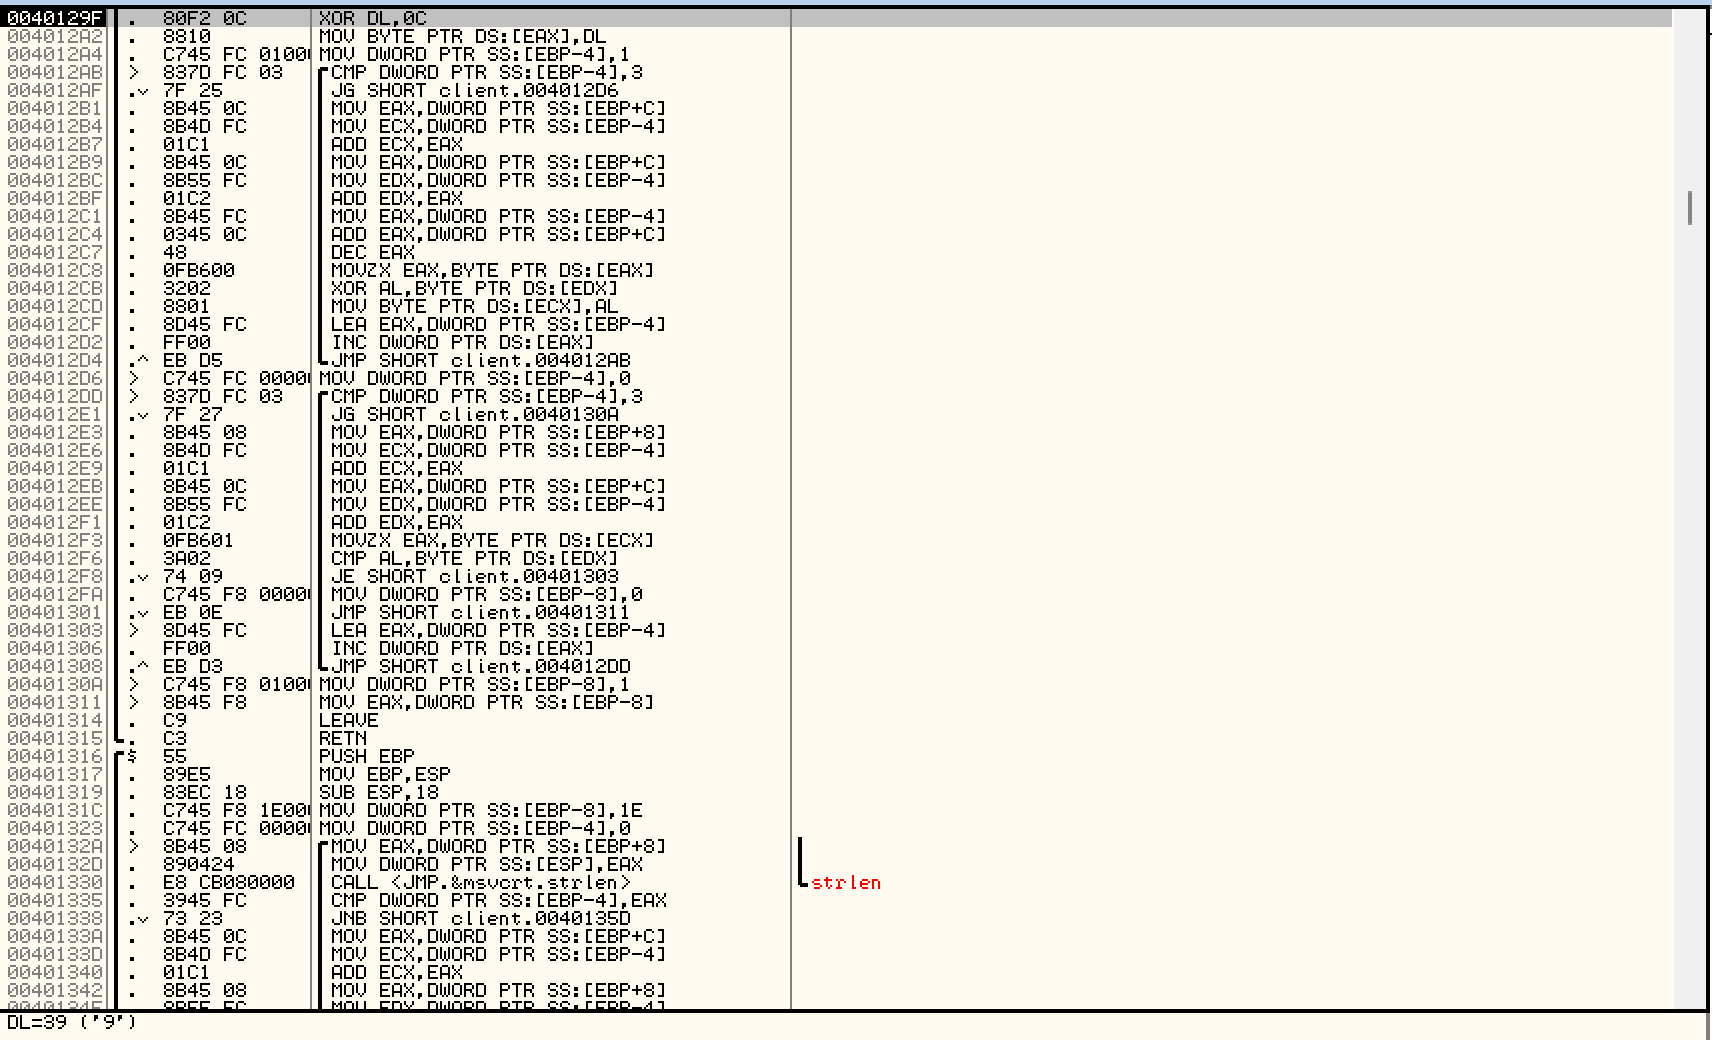 0040129F . 80F2 0C XOR DL,0C
004012A2 . 8810 MOV BYTE PTR DS:[EAX],DL
004012A4 . C745 FC 0100 MOV DWORD PTR SS:[EBP-4],1
004012AB > 837D FC 03 CMP DWORD PTR SS:[EBP-4],3
004012AF .v 7F 25 JG SHORT client.004012D6
004012B1 . 8B45 0C MOV EAX,DWORD PTR SS:[EBP+C]
004012B4 . 8B4D FC MOV ECX,DWORD PTR SS:[EBP-4]
004012B7 . 01C1 ADD ECX,EAX
004012B9 . 8B45 0C MOV EAX,DWORD PTR SS:[EBP+C]
004012BC . 8B55 FC MOV EDX,DWORD PTR SS:[EBP-4]
004012BF . 01C2 ADD EDX,EAX
004012C1 . 8B45 FC MOV EAX,DWORD PTR SS:[EBP-4]
004012C4 . 0345 0C ADD EAX,DWORD PTR SS:[EBP+C]
004012C7 . 48 DEC EAX
004012C8 . 0FB600 MOVZX EAX,BYTE PTR DS:[EAX]
004012CB . 3202 XOR AL,BYTE PTR DS:[EDX]
004012CD . 8801 MOV BYTE PTR DS:[ECX],AL
004012CF . 8D45 FC LEA EAX,DWORD PTR SS:[EBP-4]
004012D2 . FF00 INC DWORD PTR DS:[EAX]
004012D4 .^ EB D5 JMP SHORT client.004012AB
004012D6 > C745 FC 0000 MOV DWORD PTR SS:[EBP-4],0
004012DD > 837D FC 03 CMP DWORD PTR SS:[EBP-4],3
004012E1 .v 7F 27 JG SHORT client.0040130A
004012E3 . 8B45 08 MOV EAX,DWORD PTR SS:[EBP+8]
004012E6 . 8B4D FC MOV ECX,DWORD PTR SS:[EBP-4]
004012E9 . 01C1 ADD ECX,EAX
004012EB . 8B45 0C MOV EAX,DWORD PTR SS:[EBP+C]
004012EE . 8B55 FC MOV EDX,DWORD PTR SS:[EBP-4]
004012F1 . 01C2 ADD EDX,EAX
004012F3 . 0FB601 MOVZX EAX,BYTE PTR DS:[ECX]
004012F6 . 3A02 CMP AL,BYTE PTR DS:[EDX]
004012F8 .v 74 09 JE SHORT client.00401303
004012FA . C745 F8 0000 MOV DWORD PTR SS:[EBP-8],0
00401301 .v EB 0E JMP SHORT client.00401311
00401303 > 8D45 FC LEA EAX,DWORD PTR SS:[EBP-4]
00401306 . FF00 INC DWORD PTR DS:[EAX]
00401308 .^ EB D3 JMP SHORT client.004012DD
0040130A > C745 F8 0100 MOV DWORD PTR SS:[EBP-8],1
00401311 > 8B45 F8 MOV EAX,DWORD PTR SS:[EBP-8]
00401314 . C9 LEAVE
00401315 . C3 RETN
00401316 $ 55 PUSH EBP
00401317 . 89E5 MOV EBP,ESP
00401319 . 83EC 18 SUB ESP,18
0040131C . C745 F8 1E00 MOV DWORD PTR SS:[EBP-8],1E
00401323 . C745 FC 0000 MOV DWORD PTR SS:[EBP-4],0
0040132A > 8B45 08 MOV EAX,DWORD PTR SS:[EBP+8]
0040132D . 890424 MOV DWORD PTR SS:[ESP],EAX
00401330 . E8 CB080000 CALL <JMP.&msvcrt.strlen> strlen
00401335 . 3945 FC CMP DWORD PTR SS:[EBP-4],EAX
00401338 .v 73 23 JNB SHORT client.0040135D
0040133A . 8B45 0C MOV EAX,DWORD PTR SS:[EBP+C]
0040133D . 8B4D FC MOV ECX,DWORD PTR SS:[EBP-4]
00401340 . 01C1 ADD ECX,EAX
00401342 . 8B45 08 MOV EAX,DWORD PTR SS:[EBP+8]
DL=39 ('9')